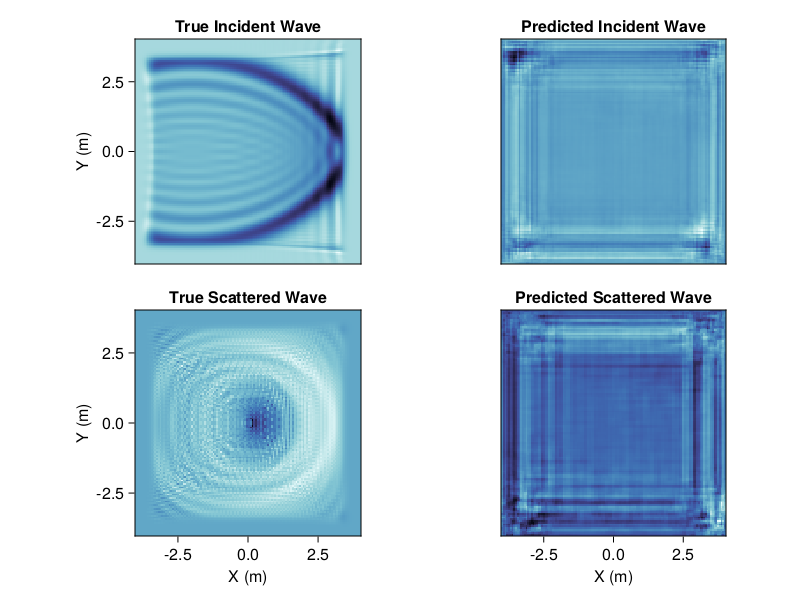 True Incident Wave
Predicted Incident Wave
2.5
0.0
-2.5
Y (m)
True Scattered Wave
Predicted Scattered Wave
2.5
0.0
-2.5
Y (m)
-2.5 0.0 2.5
-2.5 0.0 2.5
X (m)
X (m)